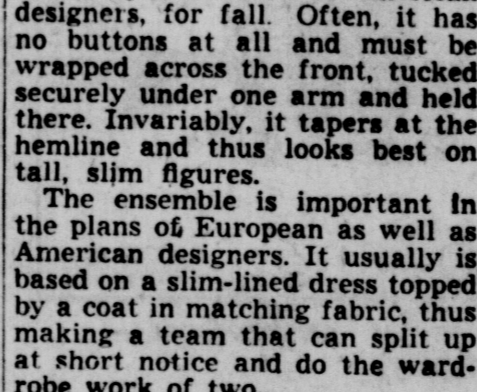 designers, for fall. Often, it has
no buttons at all and must be
wrapped across the front, tucked
securely under one arm and held
there. Invariably, it tapers at the
hemline and thus looks best on
tall, slim figures.
The ensemble is important in
the plans of European as well as
American designers. It usually is
based on a slim-lined dress topped
by a coat in matching fabric, thus
making a team that can split up
at short notice and do the ward-
robe work of two.